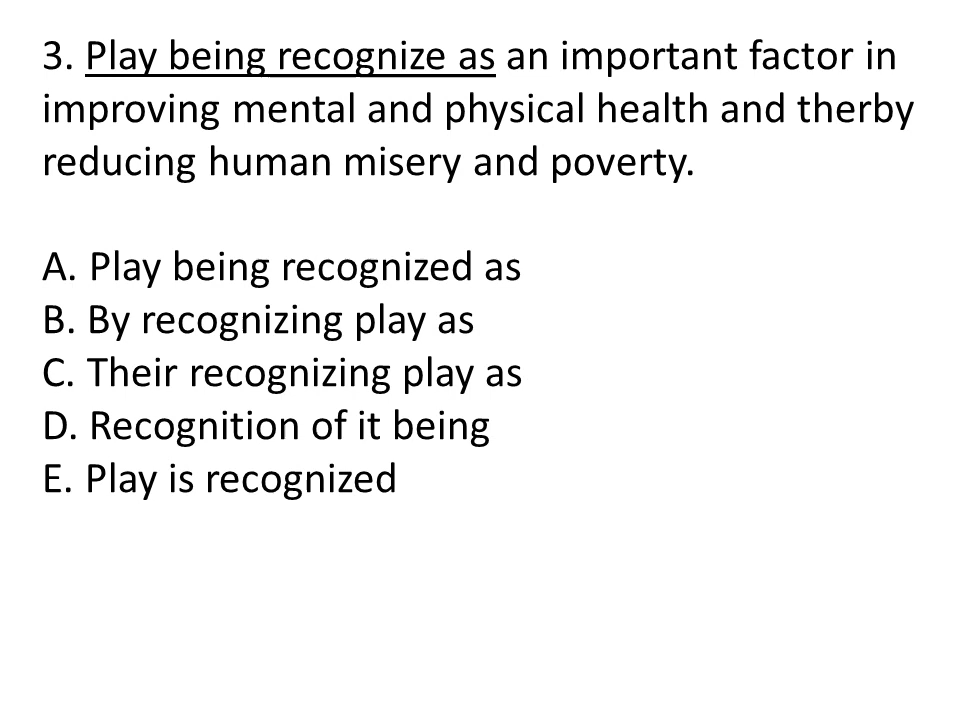 3. Play being recognize as an important factor in
improving mental and physical health and therby
reducing human misery and poverty.
A. Play being recognized as
B. By recognizing play as
C. Their recognizing play as
D. Recognition of it being
E. Play is recognized